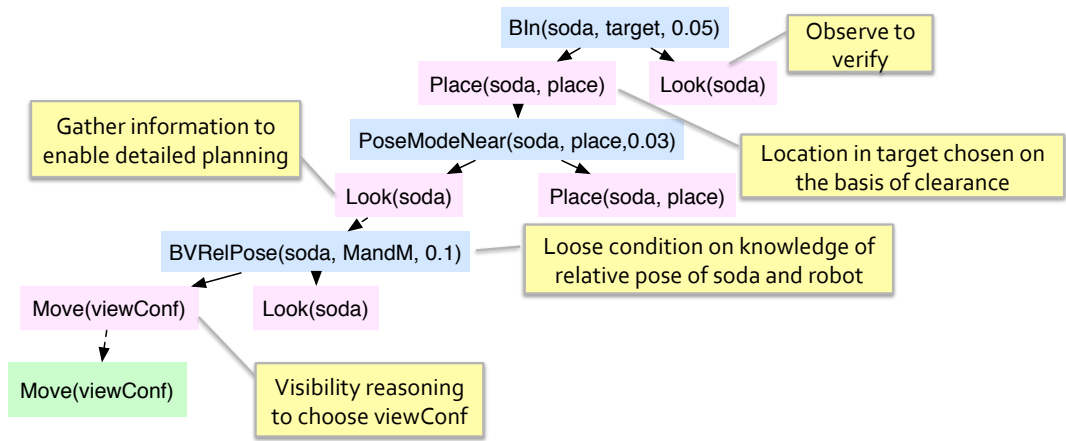 BIn(soda, target, 0.05)
Observe to
verify
Place(soda, place)
Look(soda)
Gather information to
enable detailed planning
PoseModeNear(soda, place,0.03)
Location in target chosen on
the basis of clearance
Look(soda)
Place(soda, place)
BVRelPose(soda, MandM, 0.1)
Loose condition on knowledge of
relative pose of soda and robot
Move(viewConf)
Look(soda)
Move(viewConf)
Visibility reasoning
to choose viewConf